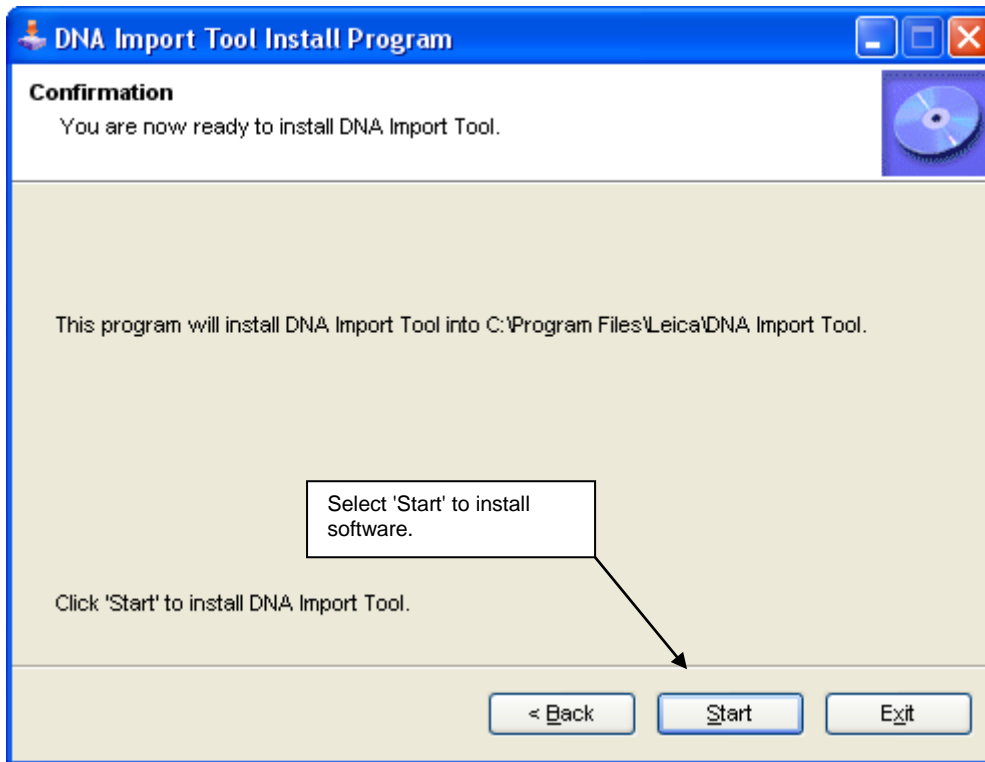 DNA Import Tool Install Program
Confirmation
You are now ready to install DNA Import Tool.
This program will install DNA Import Tool into C:\Program Files\Leica\DNA Import Tool.
Select 'Start' to install
software.
Click 'Start' to install DNA Import Tool.
< Back
Start
Exit